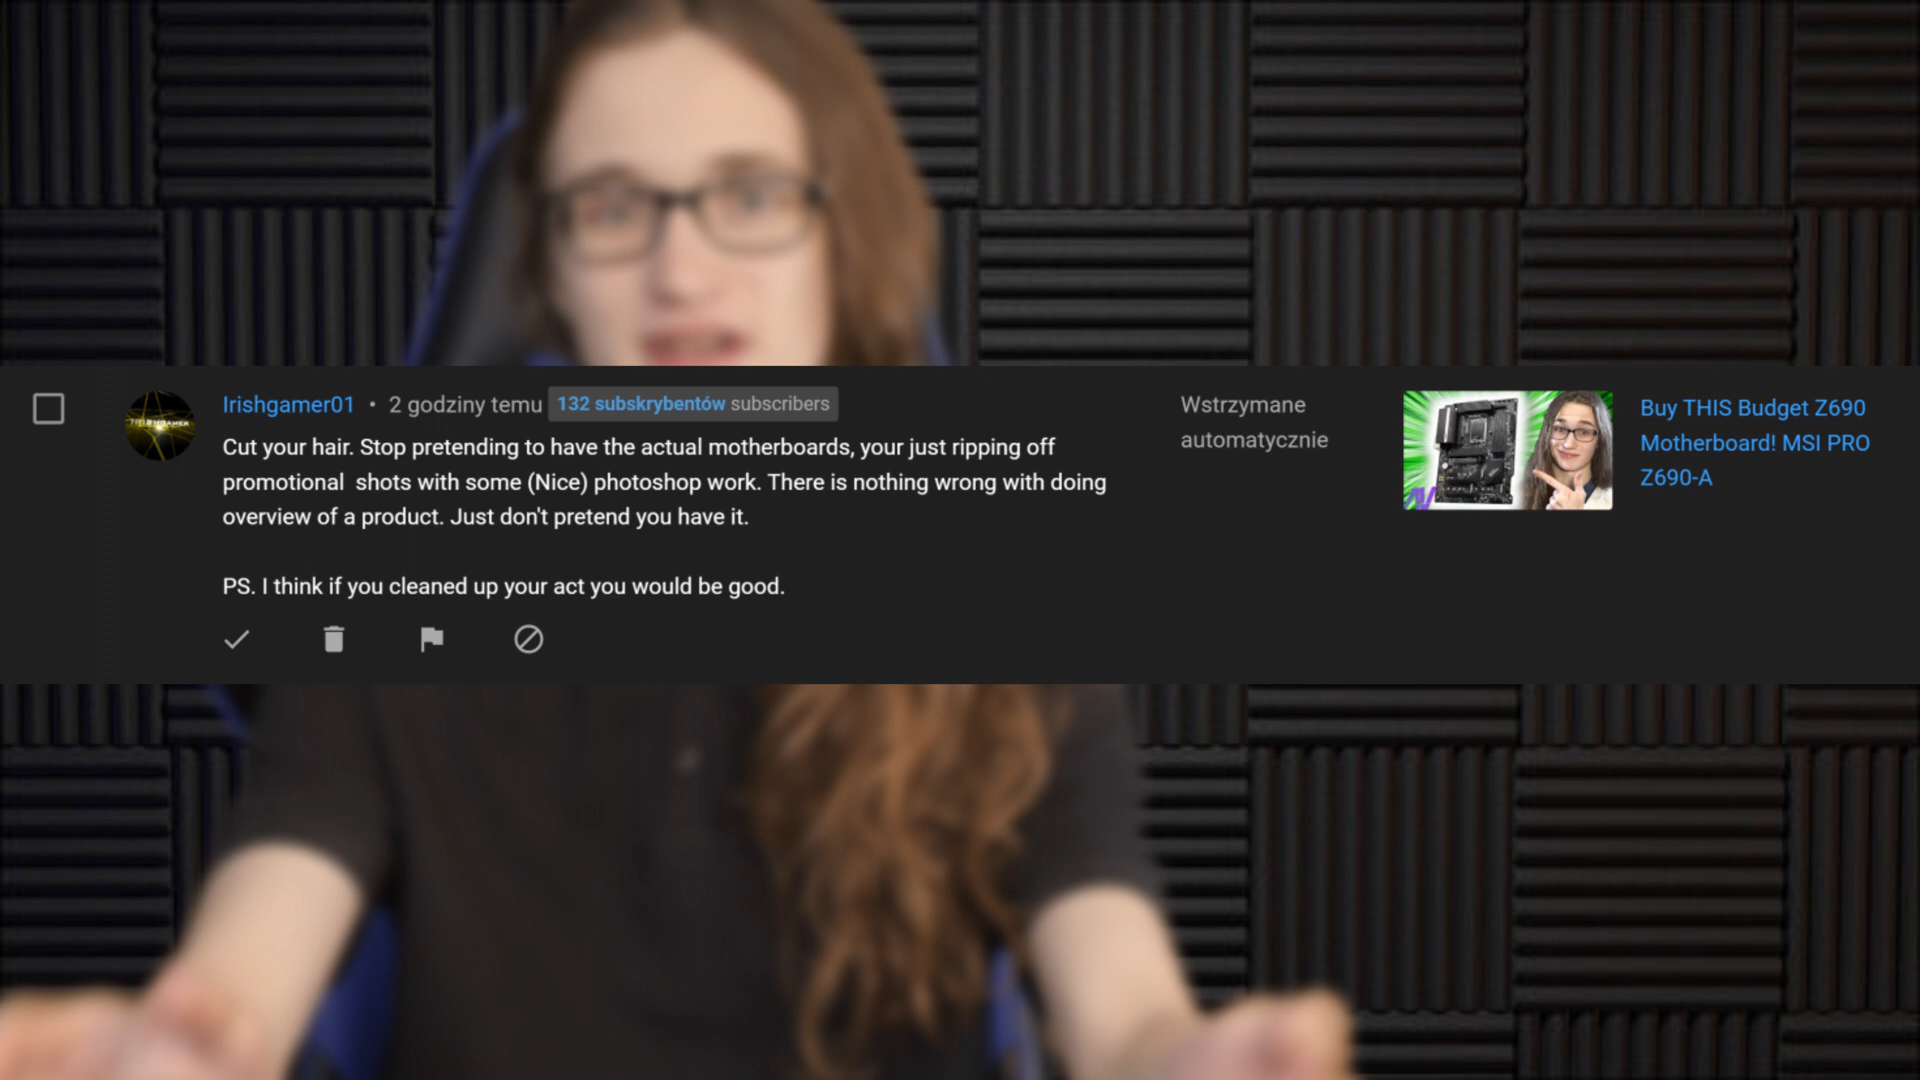 Irishgamer01 • 2 godziny temu 132 subskrybentów subscribers
Cut your hair. Stop pretending to have the actual motherboards, your just ripping off
promotional shots with some (Nice) photoshop work. There is nothing wrong with doing
overview of a product. Just don't pretend you have it.
PS. I think if you cleaned up your act you would be good.
Wstrzymane
automatycznie
Buy THIS Budget Z690
Motherboard! MSI PRO
Z690-A